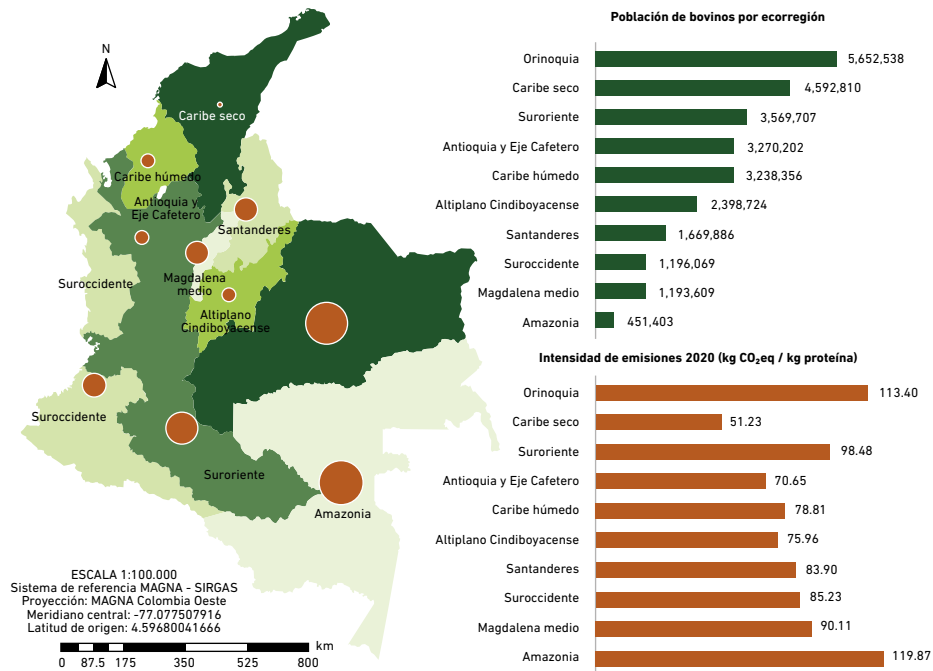 N
Caribe seco
Caribe húmedo
Antioquia y
Eje Cafetero
Santanderes
Suroccidente
Magdalena
medio
Altiplano
Cindiboyacense
Suroccidente
Suroriente
Amazonia
ESCALA 1:100.000
Sistema de referencia MAGNA - SIRGAS
Proyección: MAGNA Colombia Oeste
Meridiano central: -77.077507916
Latitud de origen: 4.59680041666
km
0 87.5 175 350 525 800
Población de bovinos por ecorregión
Orinoquia 5,652,538
Caribe seco 4,592,810
Suroriente 3,569,707
Antioquia y Eje Cafetero 3,270,202
Caribe húmedo 3,238,356
Altiplano Cindiboyacense 2,398,724
Santanderes 1,669,886
Suroccidente 1,196,069
Magdalena medio 1,193,609
Amazonia 451,403
Intensidad de emisiones 2020 (kg CO₂eq / kg proteína)
Orinoquia 113.40
Caribe seco 51.23
Suroriente 98.48
Antioquia y Eje Cafetero 70.65
Caribe húmedo 78.81
Altiplano Cindiboyacense 75.96
Santanderes 83.90
Suroccidente 85.23
Magdalena medio 90.11
Amazonia 119.87